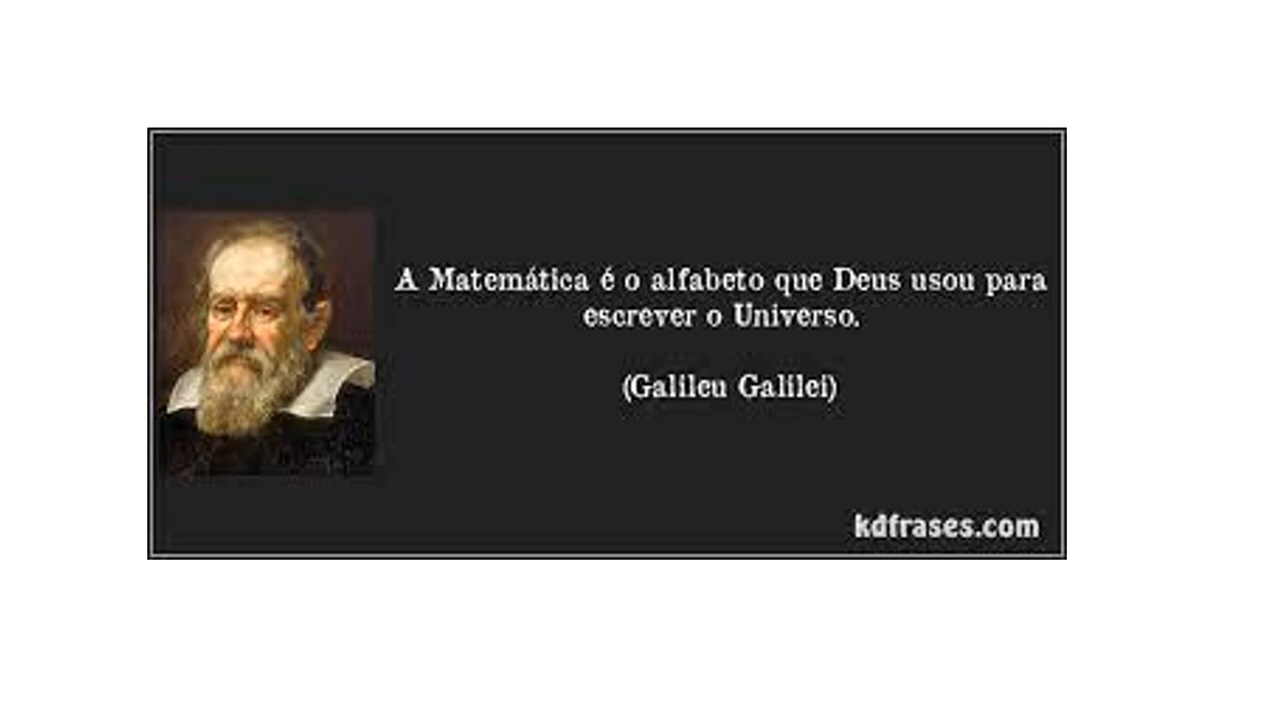 A Matemática é o alfabeto que Deus usou para
escrever o Universo.
(Galileu Galilei)
kdfrases.com